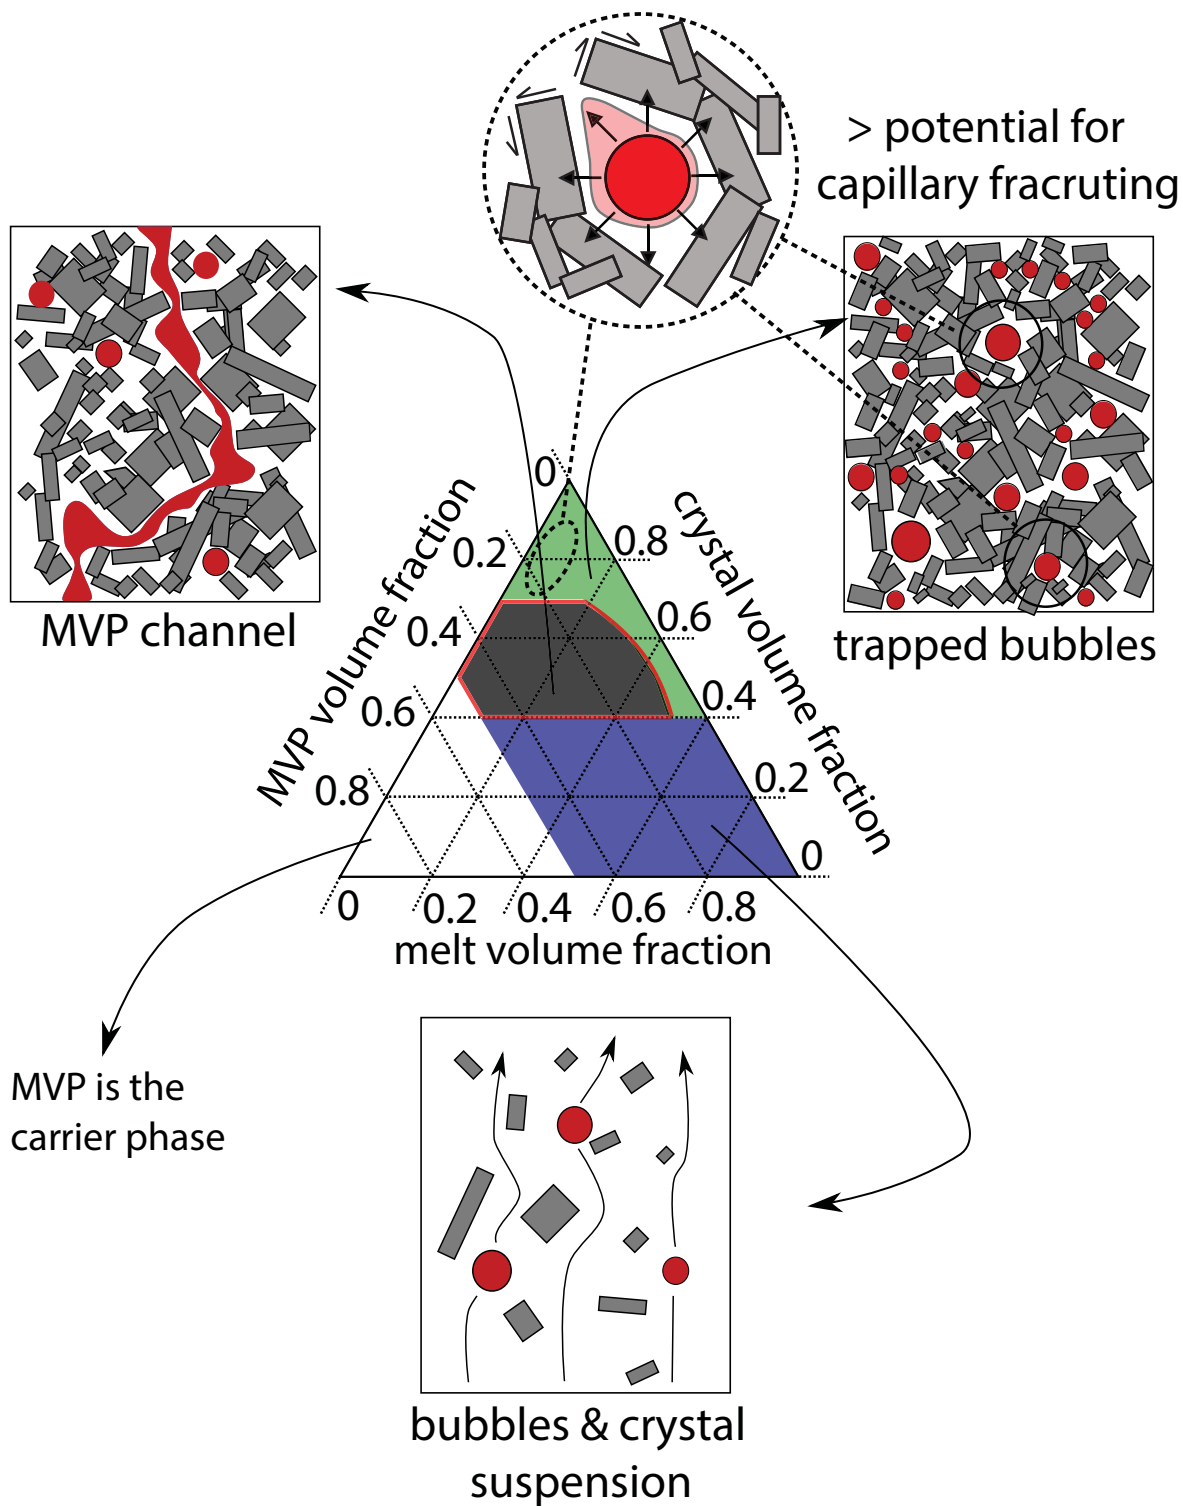 > potential for
capillary fracruting
MVP channel
trapped bubbles
MVP volume fraction
0
0.2
0.4
0.6
0.8
crystal volume fraction
0.8
0.6
0.4
0.2
0
0
0.2
0.4
0.6
0.8
melt volume fraction
MVP is the
carrier phase
bubbles & crystal
suspension